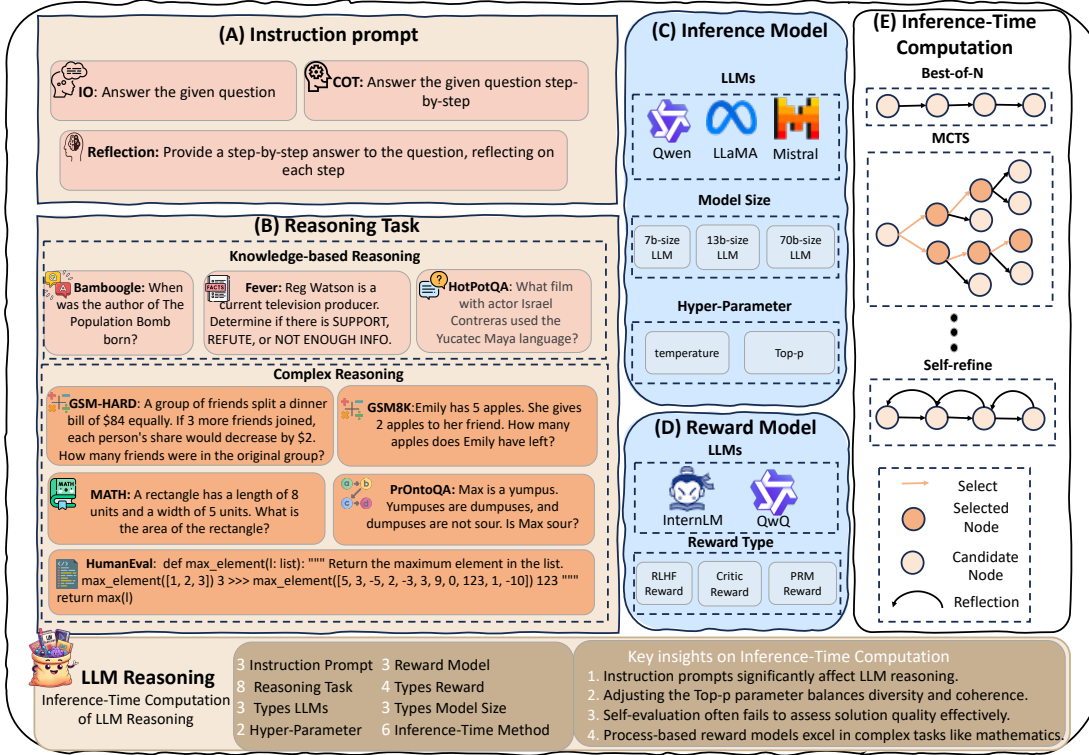 (A) Instruction prompt
IO: Answer the given question
COT: Answer the given question step-
by-step
Reflection: Provide a step-by-step answer to the question, reflecting on
each step
(B) Reasoning Task
Knowledge-based Reasoning
Bamboogle: When
was the author of The
Population Bomb
born?
FACTS
Fever: Reg Watson is a
current television producer.
Determine if there is SUPPORT,
REFUTE, or NOT ENOUGH INFO.
HotPotQA: What film
with actor Israel
Contreras used the
Yucatec Maya language?
Complex Reasoning
GSM-HARD: A group of friends split a dinner
bill of $84 equally. If 3 more friends joined,
each person's share would decrease by $2.
How many friends were in the original group?
GSM8K:Emily has 5 apples. She gives
2 apples to her friend. How many
apples does Emily have left?
MATH
MATH: A rectangle has a length of 8
units and a width of 5 units. What is
the area of the rectangle?
a b
c d
PrOntoQA: Max is a yumpus.
Yumpuses are dumpuses, and
dumpuses are not sour. Is Max sour?
HumanEval: def max_element(l: list): """ Return the maximum element in the list.
max_element([1, 2, 3]) 3 >>> max_element([5, 3, -5, 2, -3, 3, 9, 0, 123, 1, -10]) 123 """
return max(l)
(C) Inference Model
LLMs
Qwen
LLaMA
Mistral
Model Size
7b-size
LLM
13b-size
LLM
70b-size
LLM
Hyper-Parameter
temperature
Top-p
(D) Reward Model
LLMs
InternLM
QwQ
Reward Type
RLHF
Reward
Critic
Reward
PRM
Reward
(E) Inference-Time
Computation
Best-of-N
MCTS
Self-refine
Select
Selected
Node
Candidate
Node
Reflection
LLM Reasoning
Inference-Time Computation
of LLM Reasoning
3 Instruction Prompt
8 Reasoning Task
3 Types LLMs
2 Hyper-Parameter
3 Reward Model
4 Types Reward
3 Types Model Size
6 Inference-Time Method
Key insights on Inference-Time Computation
1. Instruction prompts significantly affect LLM reasoning.
2. Adjusting the Top-p parameter balances diversity and coherence.
3. Self-evaluation often fails to assess solution quality effectively.
4. Process-based reward models excel in complex tasks like mathematics.